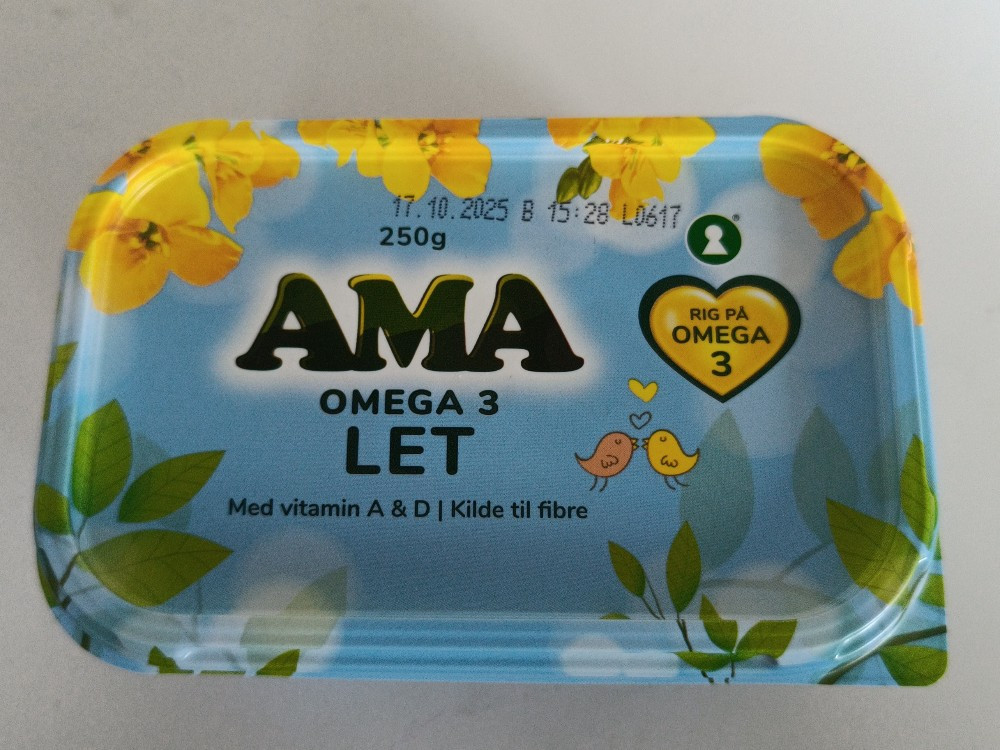 17.10.2025 B 15:28 L0617
250g
AMA
OMEGA 3
LET
Med vitamin A & D | Kilde til fibre
®
RIG PÅ
OMEGA
3